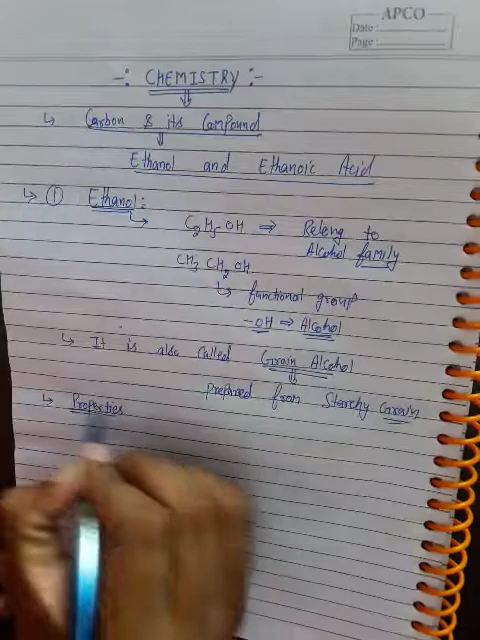 APCO
Date :
Page :
-: CHEMISTRY :-
↳ Carbon & its Compound
Ethanol and Ethanoic Acid
↳ ① Ethanol:
↳ C₂H₅-OH ⇒ Releng to
Alcohol family
CH₃ CH₂ OH
↳ functional group
-OH ⇒ Alcohol
↳ It is also called Grain Alcohol
⇓
prepared from Starchy Grain
↳ Properties